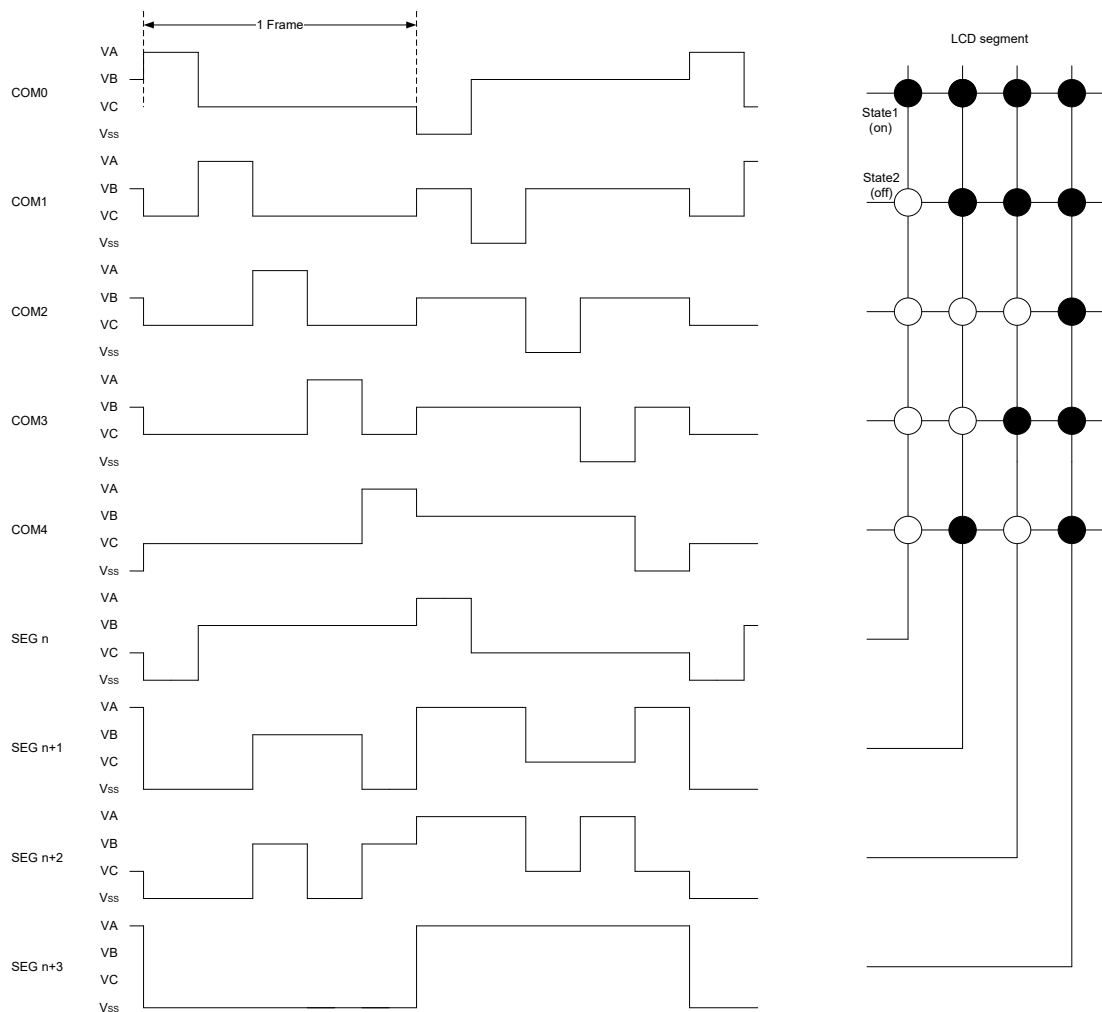 1 Frame
LCD segment
VA
VB
COM0
VC
Vss
State1
(on)
VA
VB
COM1
VC
Vss
State2
(off)
VA
VB
COM2
VC
Vss
VA
VB
COM3
VC
Vss
VA
VB
COM4
VC
Vss
VA
VB
SEG n
VC
Vss
VA
VB
SEG n+1
VC
Vss
VA
VB
SEG n+2
VC
Vss
VA
VB
SEG n+3
VC
Vss